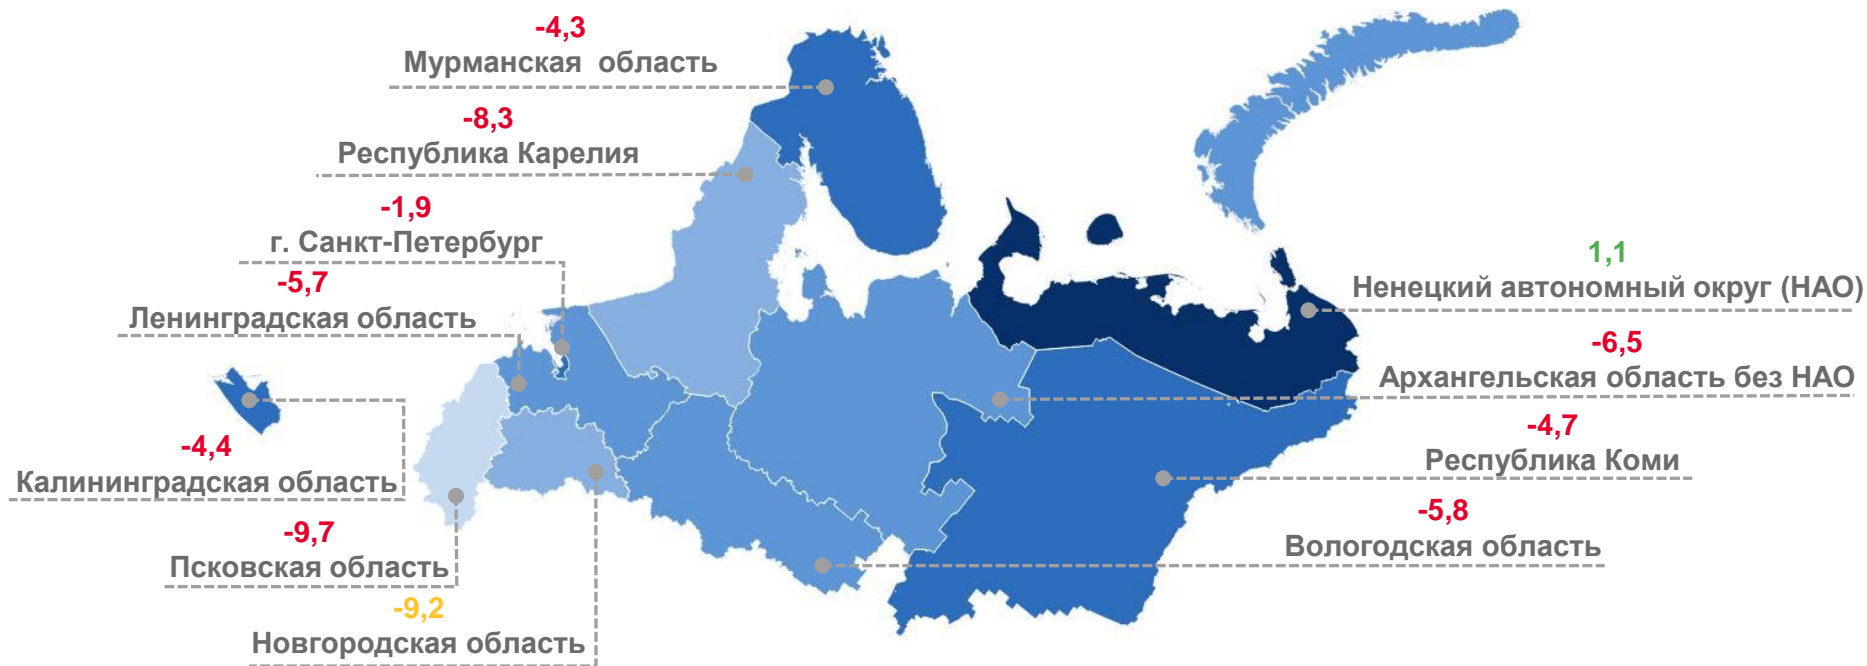 -4,3
Мурманская область
-8,3
Республика Карелия
-1,9
г. Санкт-Петербург
-5,7
Ленинградская область
-4,4
Калининградская область
-9,7
Псковская область
-9,2
Новгородская область
1,1
Ненецкий автономный округ (НАО)
-6,5
Архангельская область без НАО
-4,7
Республика Коми
-5,8
Вологодская область